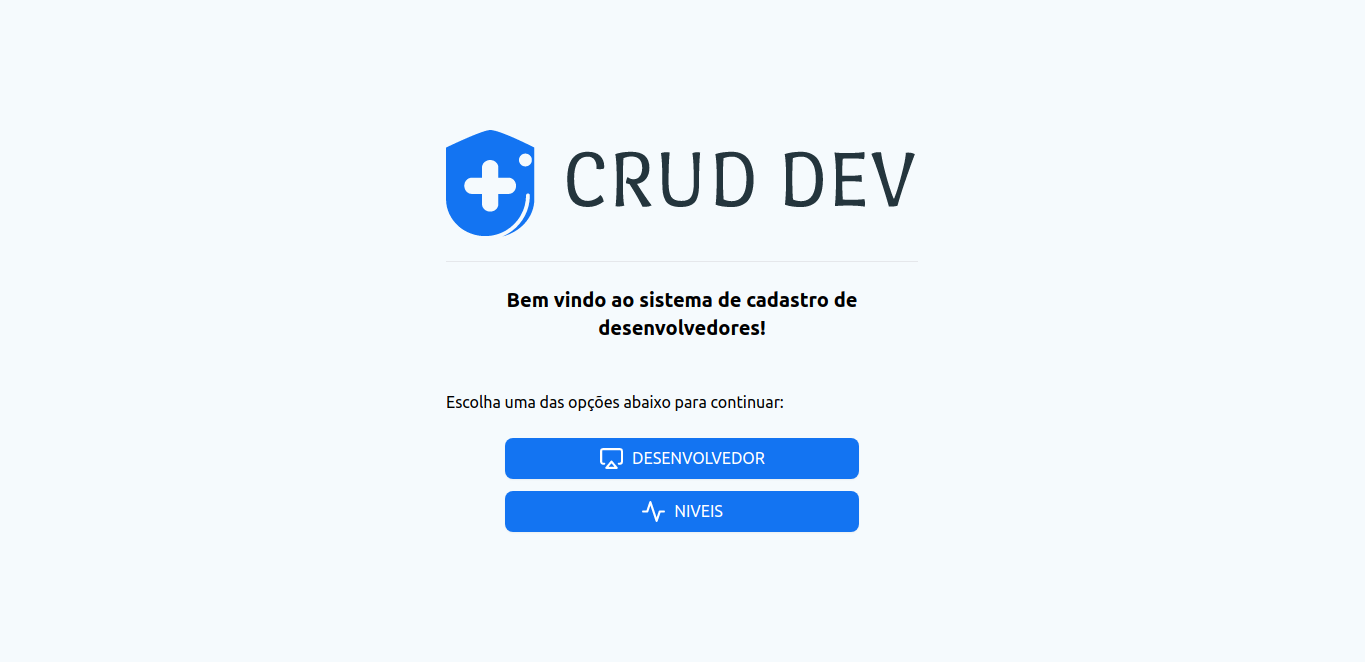 CRUD DEV
Bem vindo ao sistema de cadastro de
desenvolvedores!
Escolha uma das opções abaixo para continuar:
DESENVOLVEDOR
NIVEIS